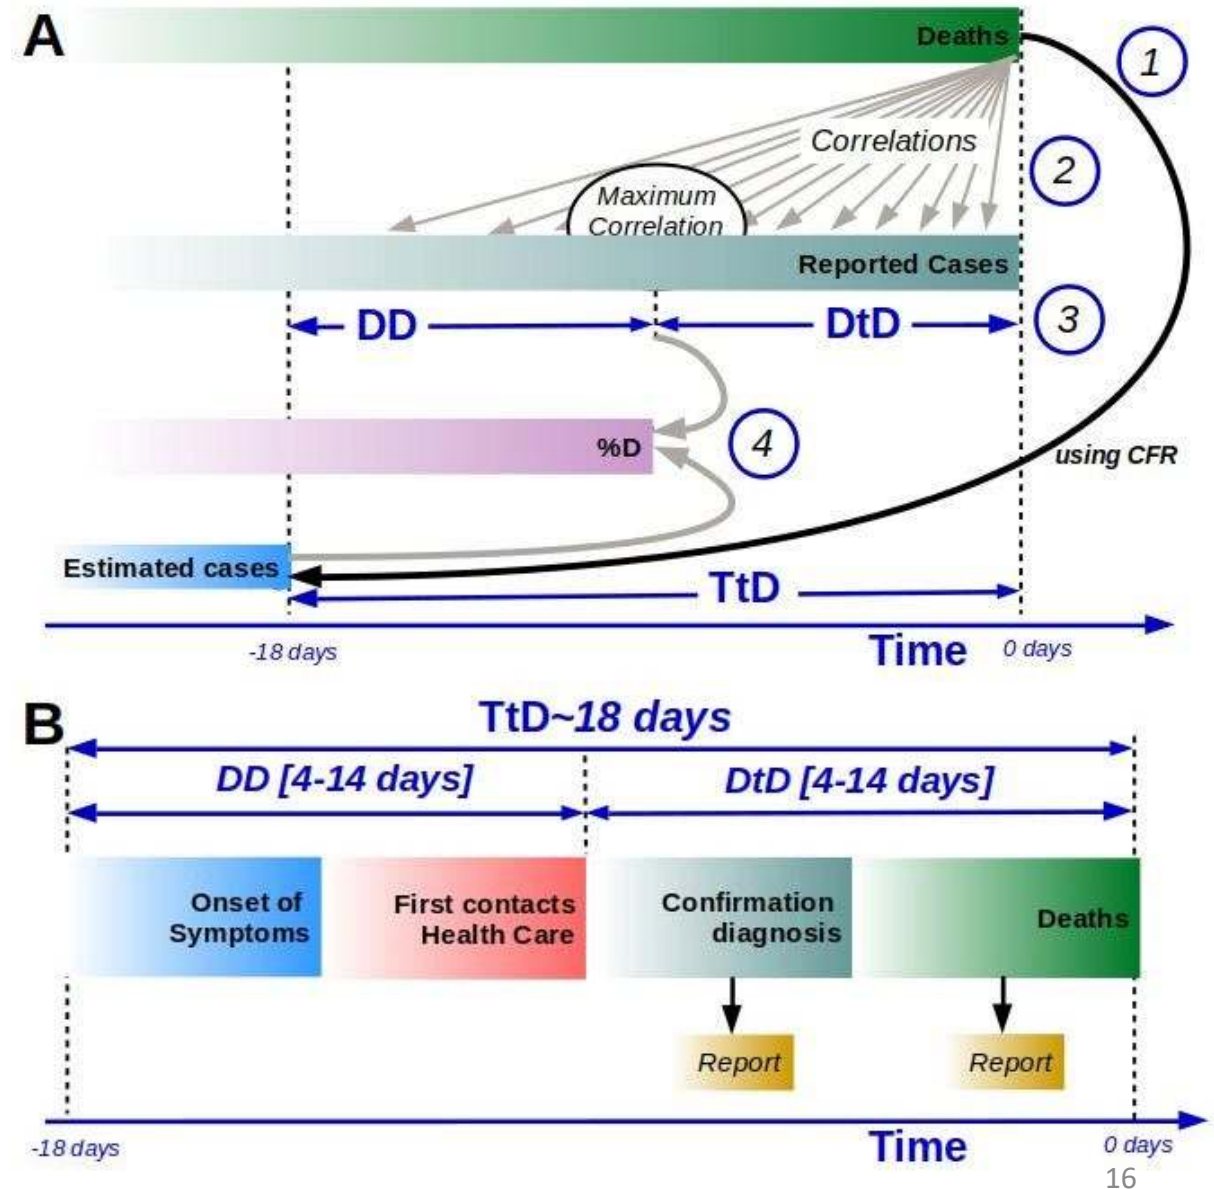 A
Deaths
1
Correlations
2
Maximum
Correlation
Reported Cases
DD
DtD
3
%D
4
using CFR
Estimated cases
TtD
-18 days
Time
0 days
B
TtD~18 days
DD [4-14 days]
DtD [4-14 days]
Onset of
Symptoms
First contacts
Health Care
Confirmation
diagnosis
Deaths
Report
Report
-18 days
Time
0 days
16